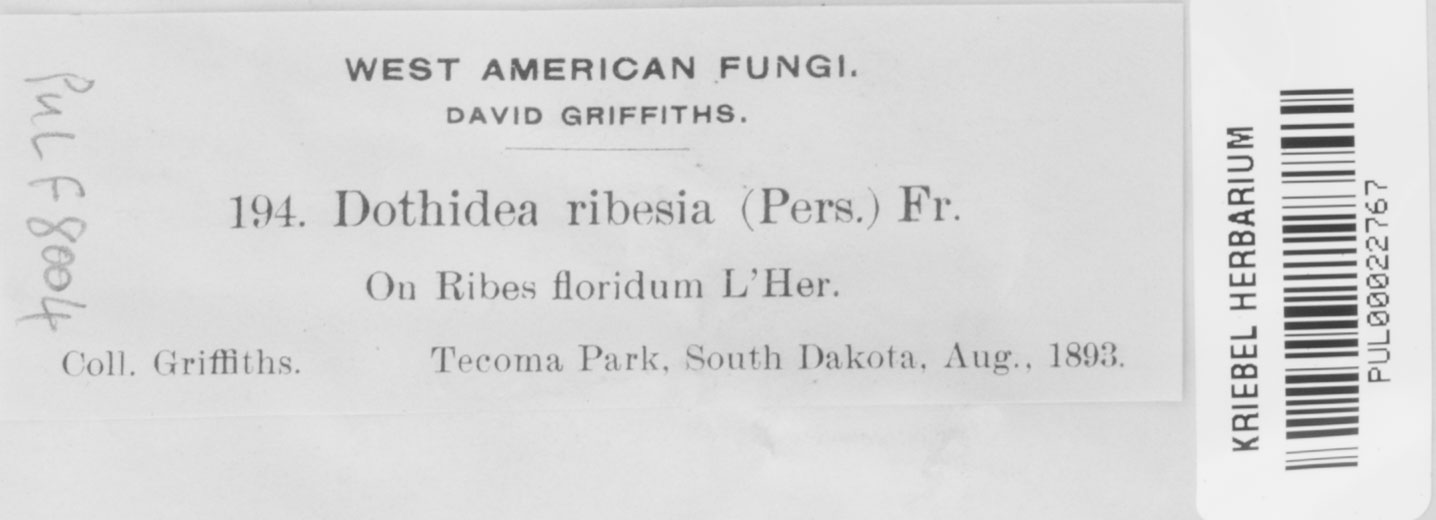 WEST AMERICAN FUNGI.
DAVID GRIFFITHS.
194. Dothidea ribesia (Pers.) Fr.
On Ribes floridum L'Her.
Coll. Griffiths. Tecoma Park, South Dakota, Aug., 1893.
PUL F8004
KRIEBEL HERBARIUM
PUL00022767